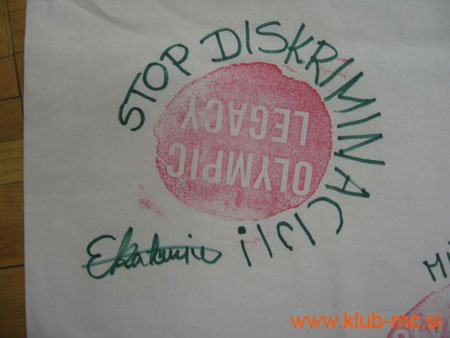 STOP DISKRIMINACIJI!
OLYMPIC
LEGACY
www.klub-mc.si